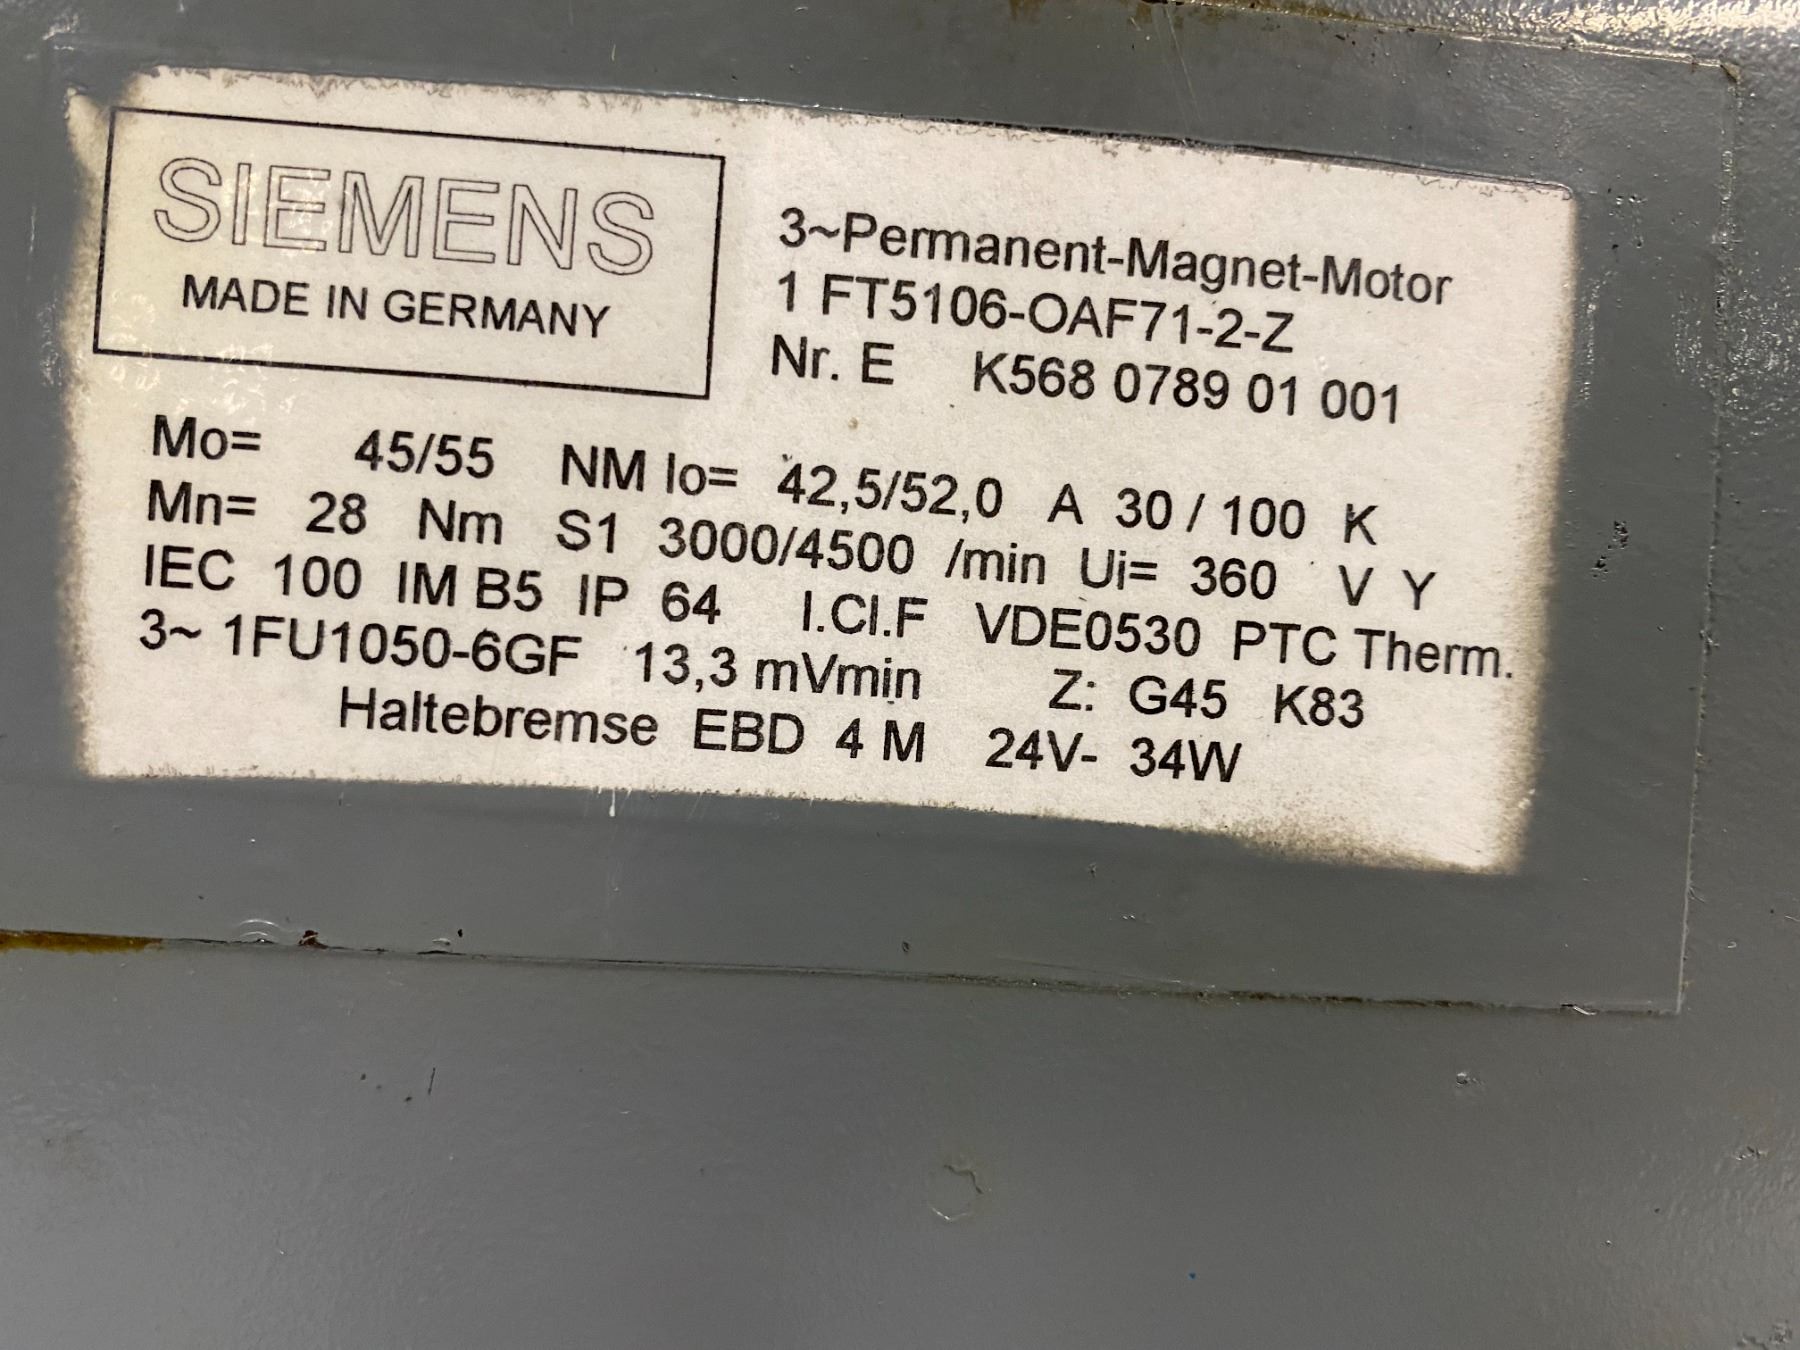 SIEMENS
MADE IN GERMANY
3~Permanent-Magnet-Motor
1 FT5106-OAF71-2-Z
Nr. E K568 0789 01 001
Mo= 45/55 NM Io= 42,5/52,0 A 30 / 100 K
Mn= 28 Nm S1 3000/4500 /min Ui= 360 V Y
IEC 100 IM B5 IP 64 I.Cl.F VDE0530 PTC Therm.
3~ 1FU1050-6GF 13,3 mVmin Z: G45 K83
Haltebremse EBD 4 M 24V- 34W